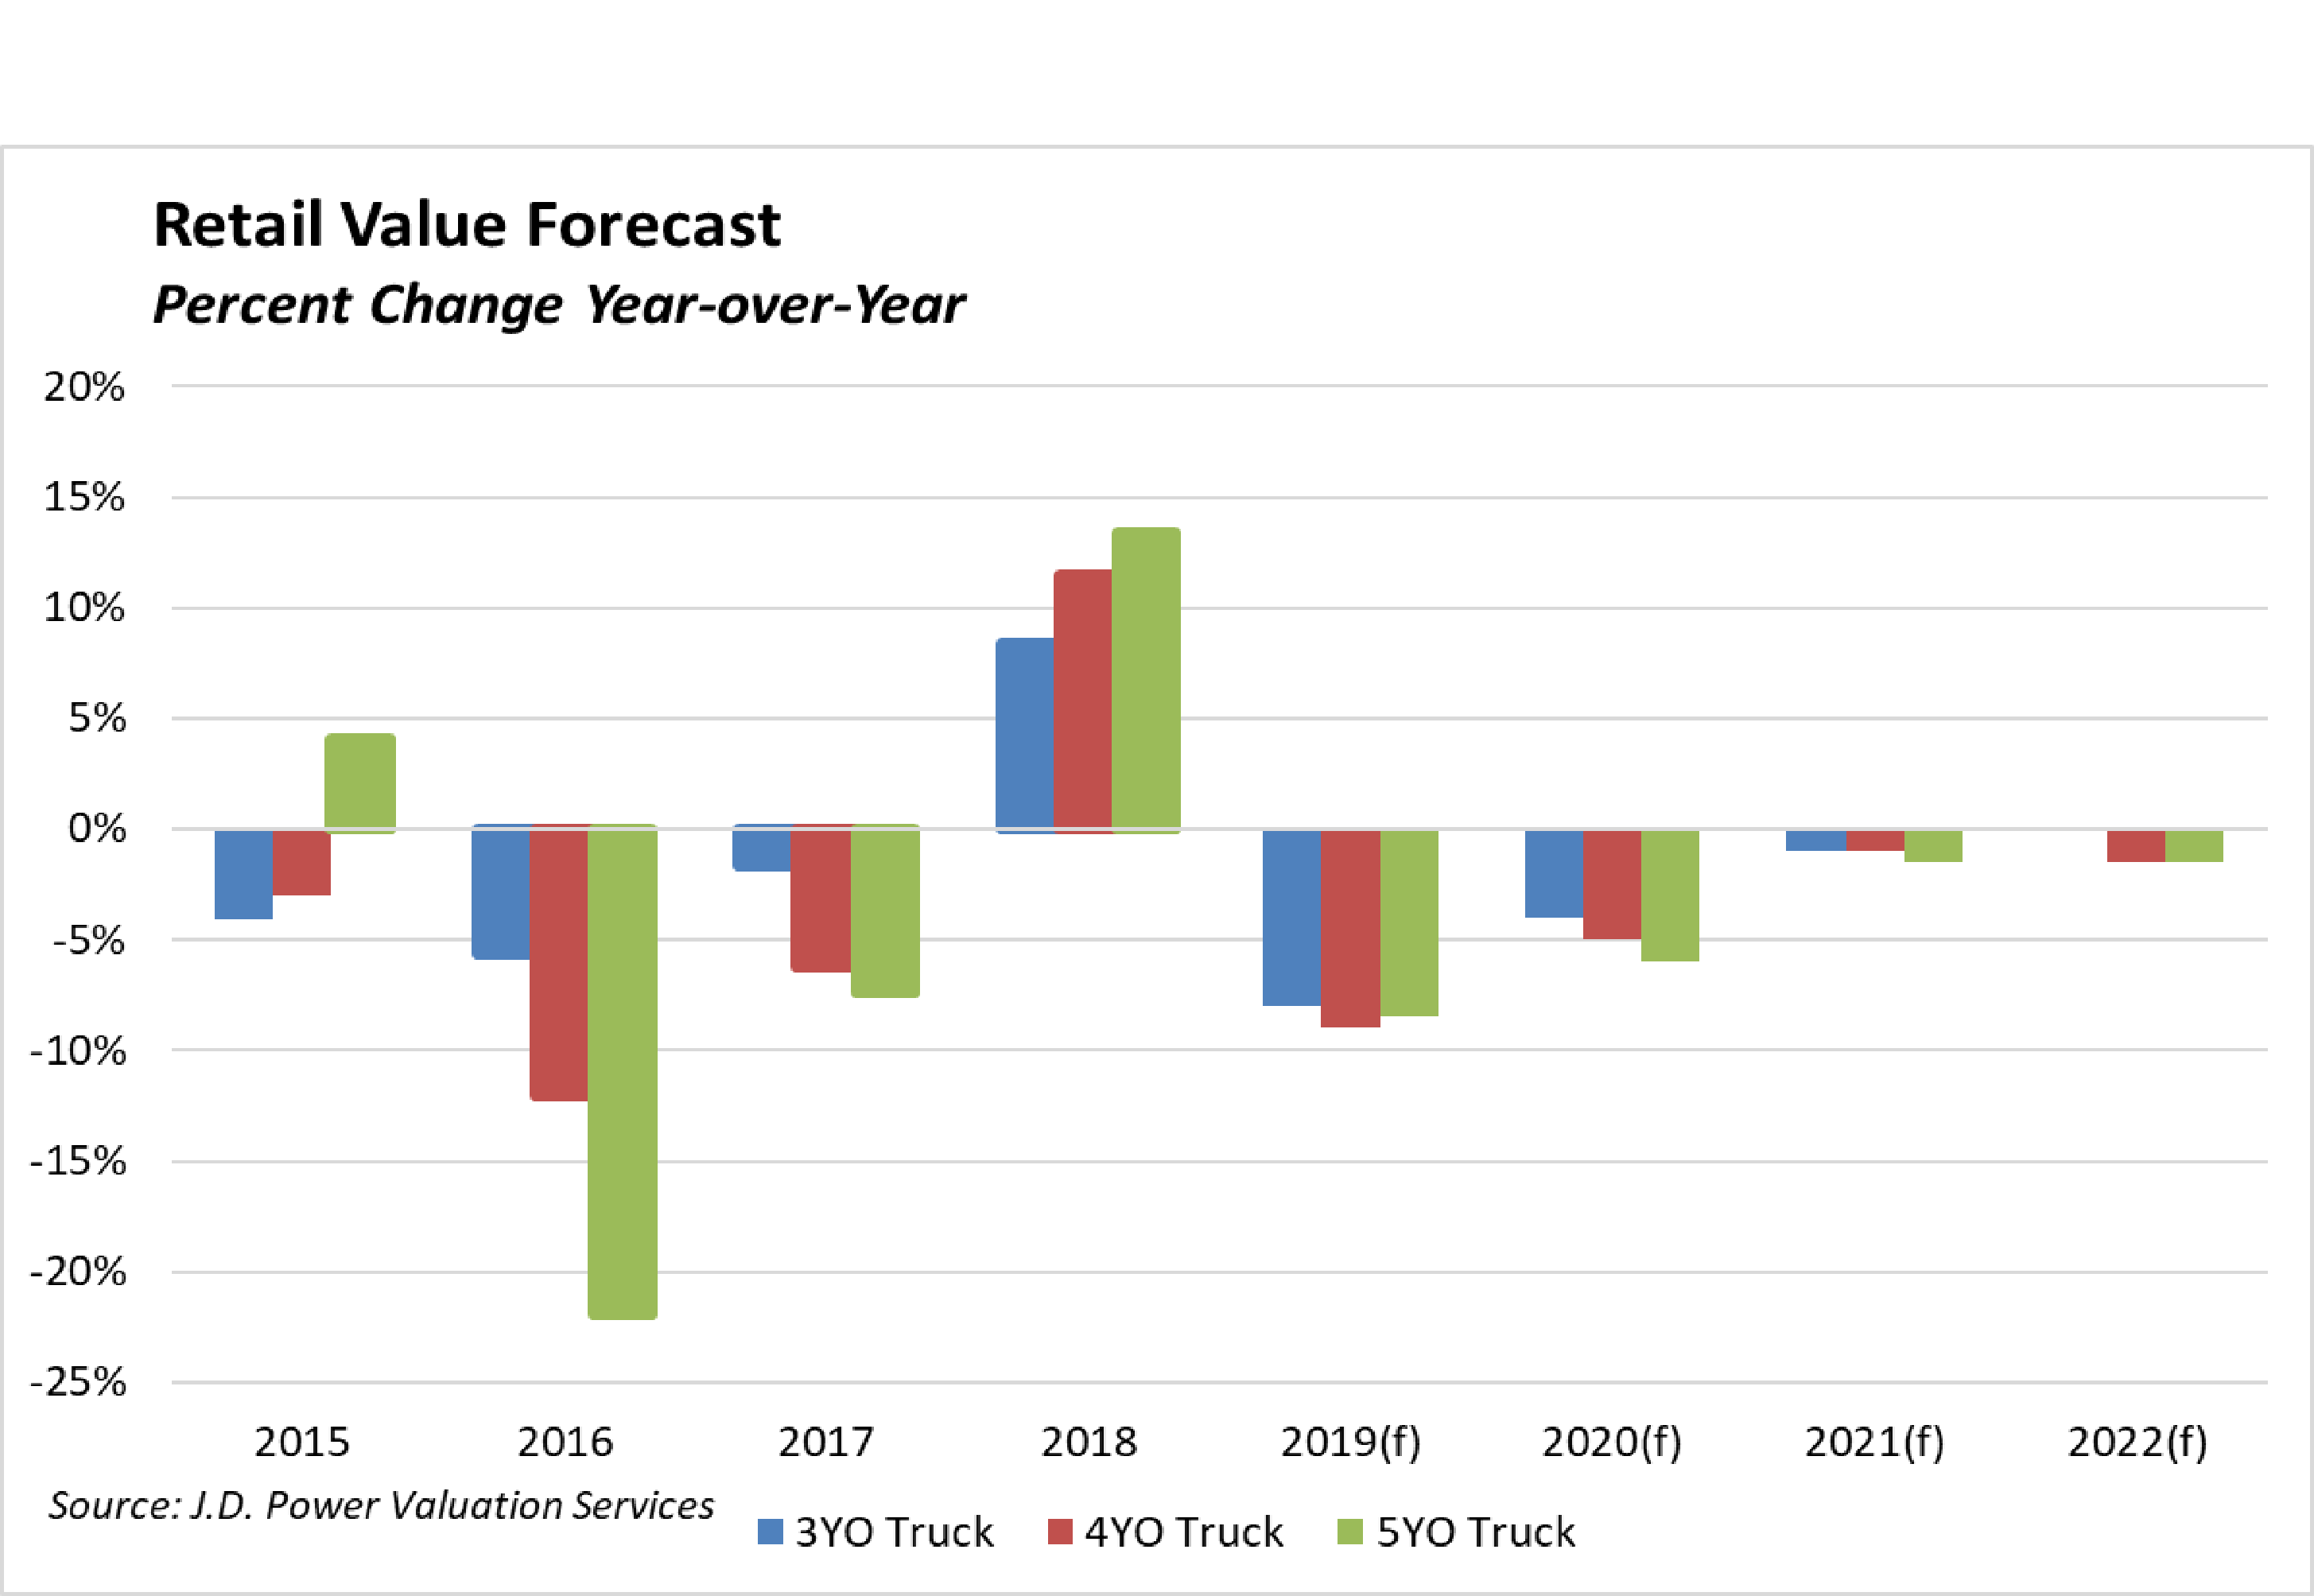 Retail Value Forecast
Percent Change Year-over-Year
20%
15%
10%
5%
0%
-5%
-10%
-15%
-20%
-25%
2015 2016 2017 2018 2019(f) 2020(f) 2021(f) 2022(f)
Source: J.D. Power Valuation Services
3YO Truck 4YO Truck 5YO Truck